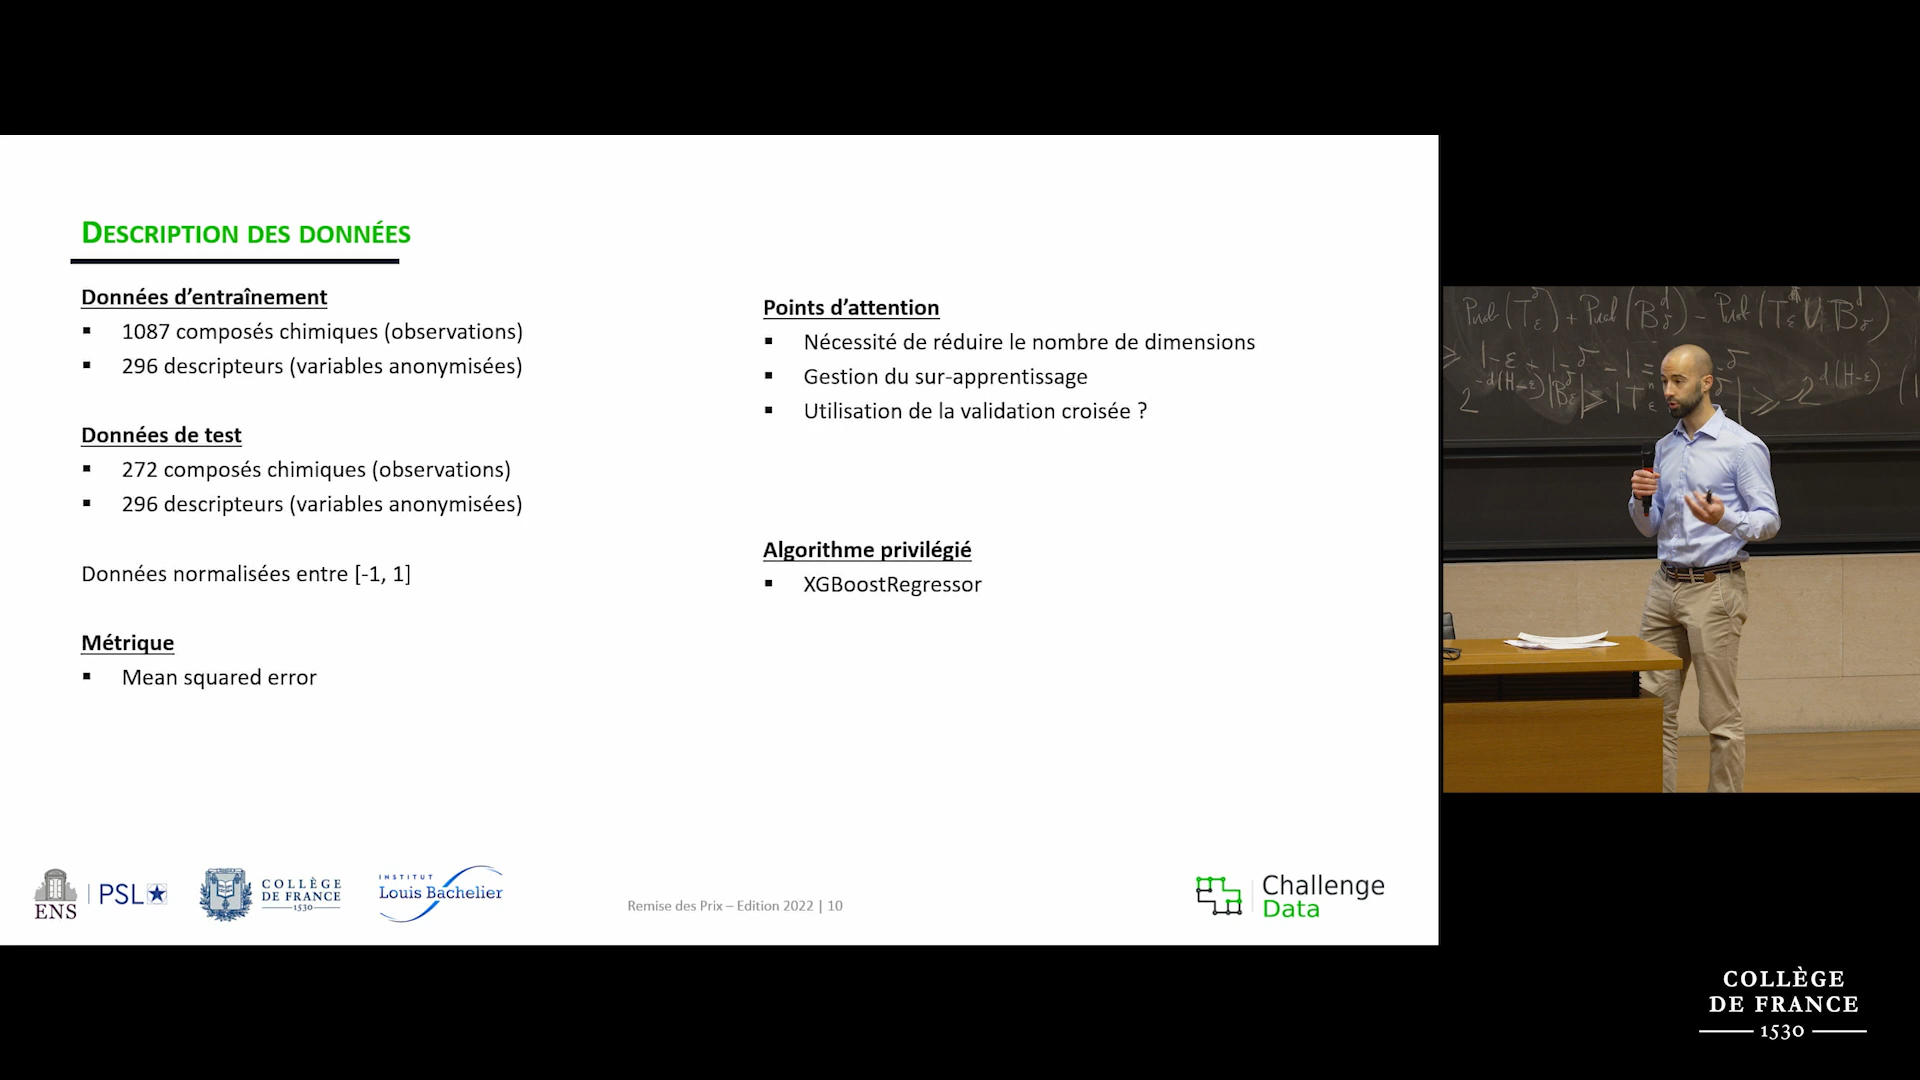 DESCRIPTION DES DONNÉES
Données d’entraînement
▪ 1087 composés chimiques (observations)
▪ 296 descripteurs (variables anonymisées)
Données de test
▪ 272 composés chimiques (observations)
▪ 296 descripteurs (variables anonymisées)
Données normalisées entre [-1, 1]
Métrique
▪ Mean squared error
Points d’attention
▪ Nécessité de réduire le nombre de dimensions
▪ Gestion du sur-apprentissage
▪ Utilisation de la validation croisée ?
Algorithme privilégié
▪ XGBoostRegressor
ENS
PSL
COLLÈGE
DE FRANCE
1530
INSTITUT
Louis Bachelier
Remise des Prix – Edition 2022 | 10
Challenge
Data
COLLÈGE
DE FRANCE
1530